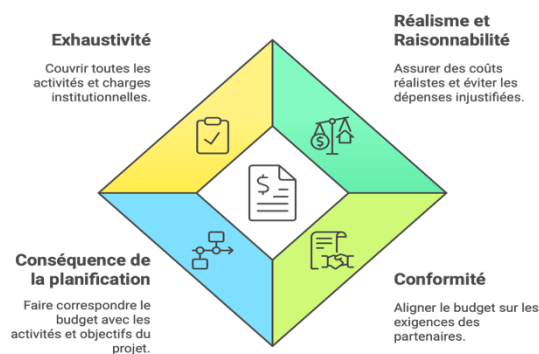 Exhaustivité
Couvrir toutes les
activités et charges
institutionnelles.
Réalisme et
Raisonnabilité
Assurer des coûts
réalistes et éviter les
dépenses injustifiées.
$
$
Conséquence de
la planification
Faire correspondre le
budget avec les
activités et objectifs du
projet.
Conformité
Aligner le budget sur les
exigences des
partenaires.